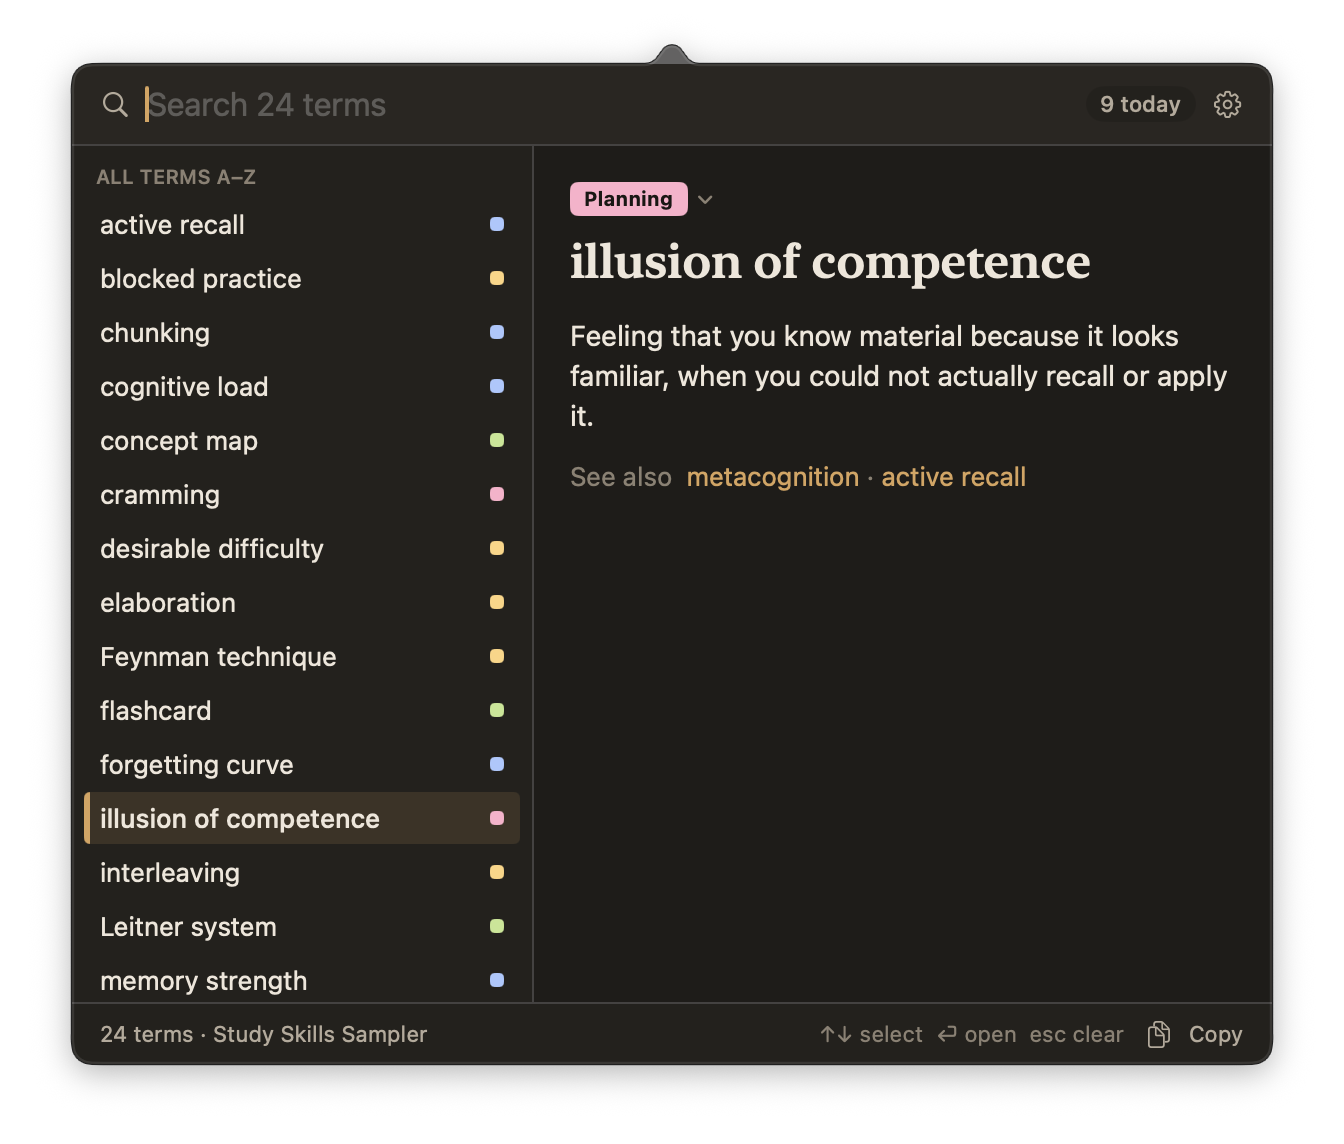 Search 24 terms
9 today
ALL TERMS A–Z
active recall
blocked practice
chunking
cognitive load
concept map
cramming
desirable difficulty
elaboration
Feynman technique
flashcard
forgetting curve
illusion of competence
interleaving
Leitner system
memory strength
Planning
illusion of competence
Feeling that you know material because it looks
familiar, when you could not actually recall or apply
it.
See also metacognition · active recall
24 terms · Study Skills Sampler
↑↓ select ↩ open esc clear Copy